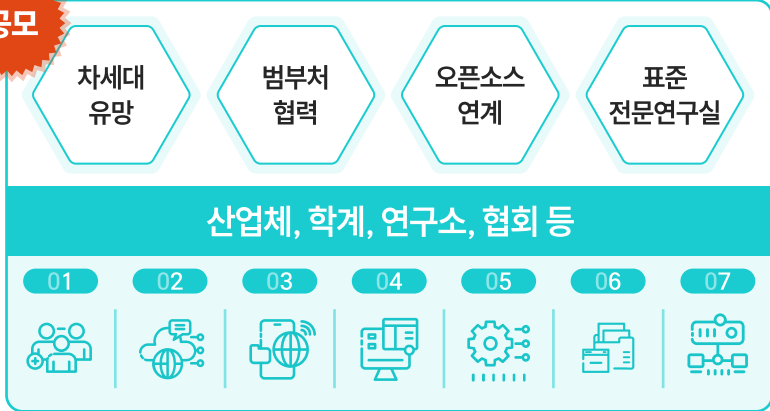 공모
차세대
유망
범부처
협력
오픈소스
연계
표준
전문연구실
산업체, 학계, 연구소, 협회 등
01
02
03
04
05
06
07